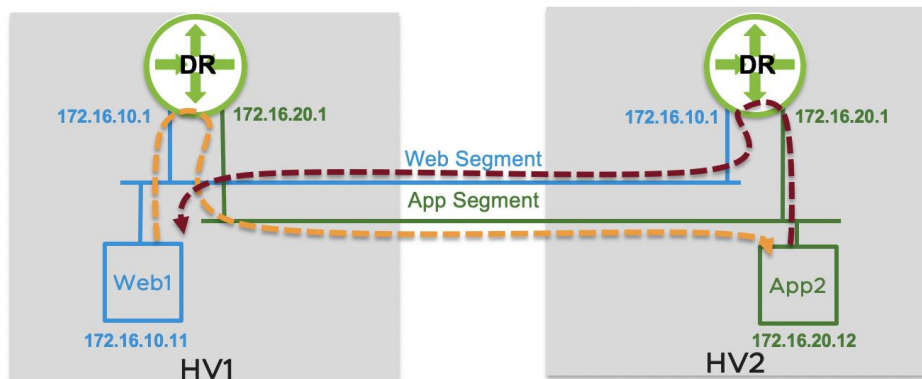 DR
DR
172.16.10.1
172.16.20.1
172.16.10.1
172.16.20.1
Web Segment
App Segment
Web1
App2
172.16.10.11
172.16.20.12
HV1
HV2